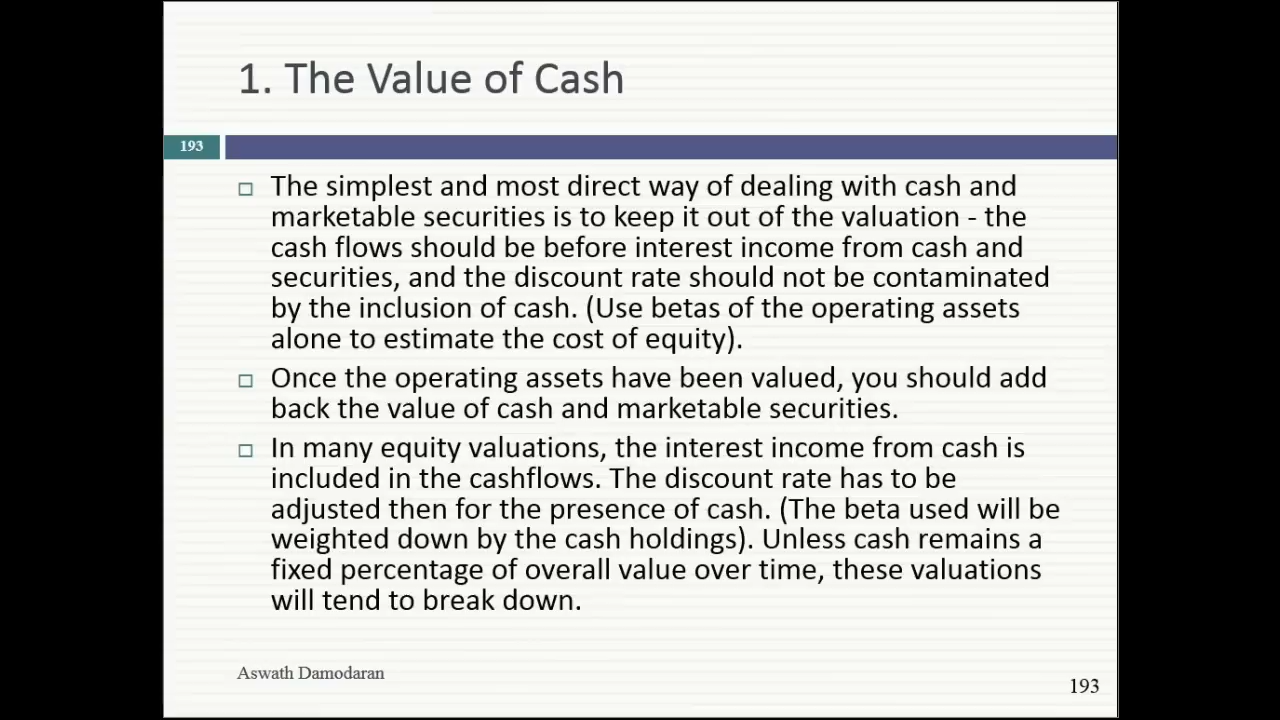 1. The Value of Cash
193
The simplest and most direct way of dealing with cash and
marketable securities is to keep it out of the valuation - the
cash flows should be before interest income from cash and
securities, and the discount rate should not be contaminated
by the inclusion of cash. (Use betas of the operating assets
alone to estimate the cost of equity).
Once the operating assets have been valued, you should add
back the value of cash and marketable securities.
In many equity valuations, the interest income from cash is
included in the cashflows. The discount rate has to be
adjusted then for the presence of cash. (The beta used will be
weighted down by the cash holdings). Unless cash remains a
fixed percentage of overall value over time, these valuations
will tend to break down.
Aswath Damodaran
193